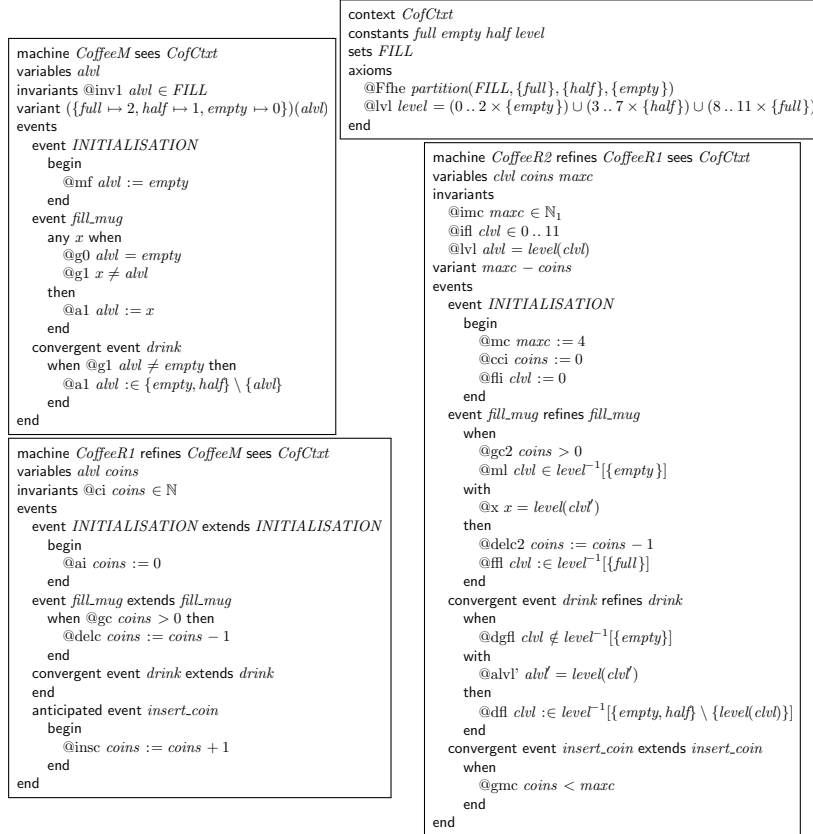 context CofCtxt
constants full empty half level
sets FILL
axioms
@Ffhe partition(FILL, {full}, {half}, {empty})
@lvl level = (0 .. 2 × {empty}) ∪ (3 .. 7 × {half}) ∪ (8 .. 11 × {full})
end
machine CoffeeM sees CofCtxt
variables alvl
invariants @inv1 alvl ∈ FILL
variant ({full ↦ 2, half ↦ 1, empty ↦ 0})(alvl)
events
event INITIALISATION
begin
@mf alvl := empty
end
event fill_mug
any x when
@g0 alvl = empty
@g1 x ≠ alvl
then
@a1 alvl := x
end
convergent event drink
when @g1 alvl ≠ empty then
@a1 alvl :∈ {empty, half} \ {alvl}
end
end
machine CoffeeR1 refines CoffeeM sees CofCtxt
variables alvl coins
invariants @ci coins ∈ ℕ
events
event INITIALISATION extends INITIALISATION
begin
@ai coins := 0
end
event fill_mug extends fill_mug
when @gc coins > 0 then
@delc coins := coins − 1
end
convergent event drink extends drink
end
anticipated event insert_coin
begin
@insc coins := coins + 1
end
end
machine CoffeeR2 refines CoffeeR1 sees CofCtxt
variables clvl coins maxc
invariants
@imc maxc ∈ ℕ₁
@ifl clvl ∈ 0 .. 11
@lvl alvl = level(clvl)
variant maxc − coins
events
event INITIALISATION
begin
@mc maxc := 4
@cci coins := 0
@fli clvl := 0
end
event fill_mug refines fill_mug
when
@gc2 coins > 0
@ml clvl ∈ level⁻¹[{empty}]
with
@x x = level(clvl′)
then
@delc2 coins := coins − 1
@ffl clvl :∈ level⁻¹[{full}]
end
convergent event drink refines drink
when
@dgfl clvl ∉ level⁻¹[{empty}]
with
@alvl' alvl′ = level(clvl′)
then
@dfl clvl :∈ level⁻¹[{empty, half} \ {level(clvl)}]
end
convergent event insert_coin extends insert_coin
when
@gmc coins < maxc
end
end